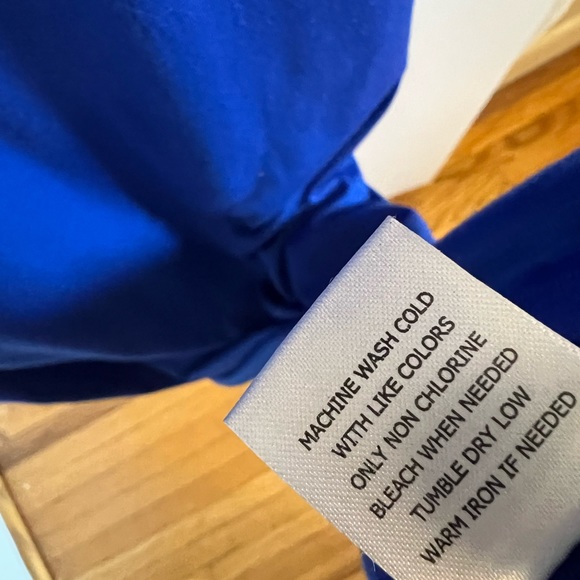 MACHINE WASH COLD
WITH LIKE COLORS
ONLY NON CHLORINE
BLEACH WHEN NEEDED
TUMBLE DRY LOW
WARM IRON IF NEEDED